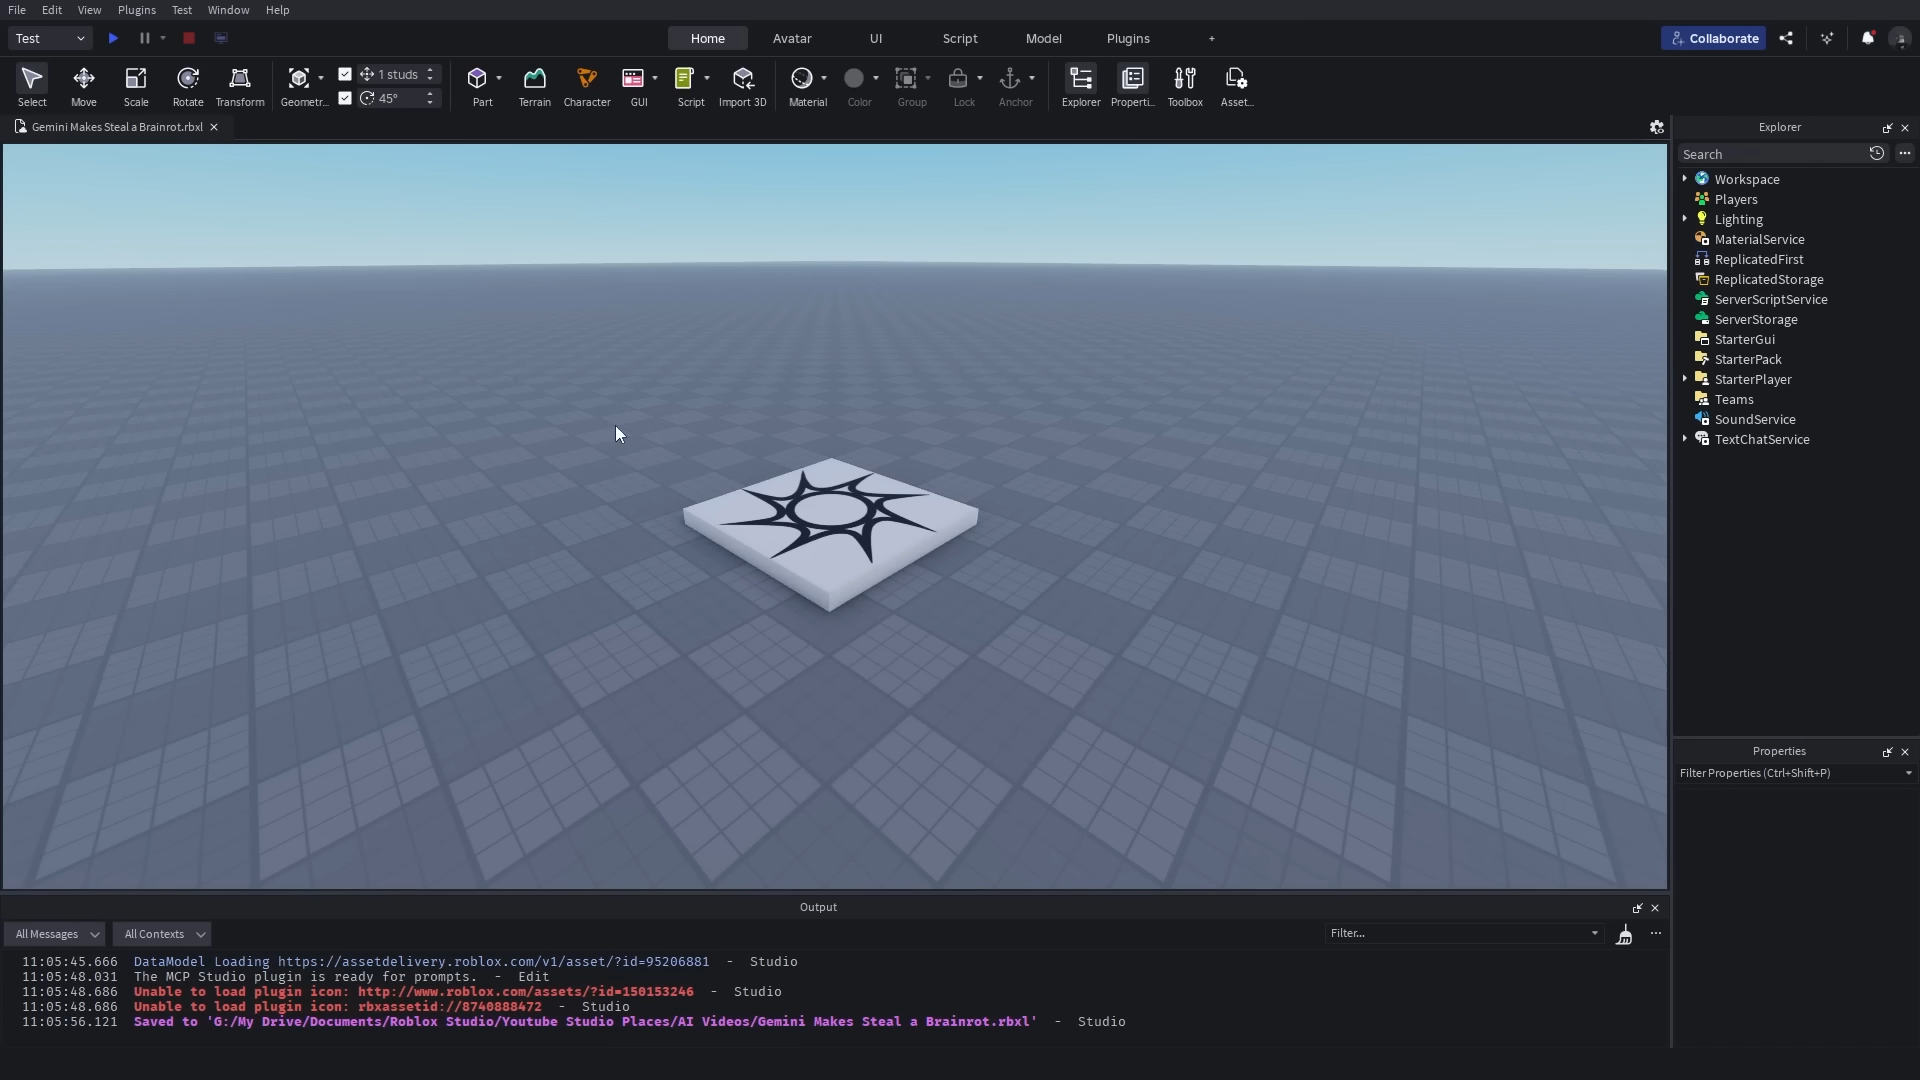 File Edit View Plugins Test Window Help
Test
Home Avatar UI Script Model Plugins +
Collaborate
1 studs
45°
Select Move Scale Rotate Transform Geometr... Part Terrain Character GUI Script Import 3D Material Color Group Lock Anchor Explorer Properti... Toolbox Asset...
Gemini Makes Steal a Brainrot.rbxl
Explorer
Search
Workspace
Players
Lighting
MaterialService
ReplicatedFirst
ReplicatedStorage
ServerScriptService
ServerStorage
StarterGui
StarterPack
StarterPlayer
Teams
SoundService
TextChatService
Properties
Filter Properties (Ctrl+Shift+P)
Output
All Messages All Contexts Filter...
11:05:45.666 DataModel Loading https://assetdelivery.roblox.com/v1/asset/?id=95206881 - Studio
11:05:48.031 The MCP Studio plugin is ready for prompts. - Edit
11:05:48.686 Unable to load plugin icon: http://www.roblox.com/assets/?id=150153246 - Studio
11:05:48.686 Unable to load plugin icon: rbxassetid://8740888472 - Studio
11:05:56.121 Saved to 'G:/My Drive/Documents/Roblox Studio/Youtube Studio Places/AI Videos/Gemini Makes Steal a Brainrot.rbxl' - Studio